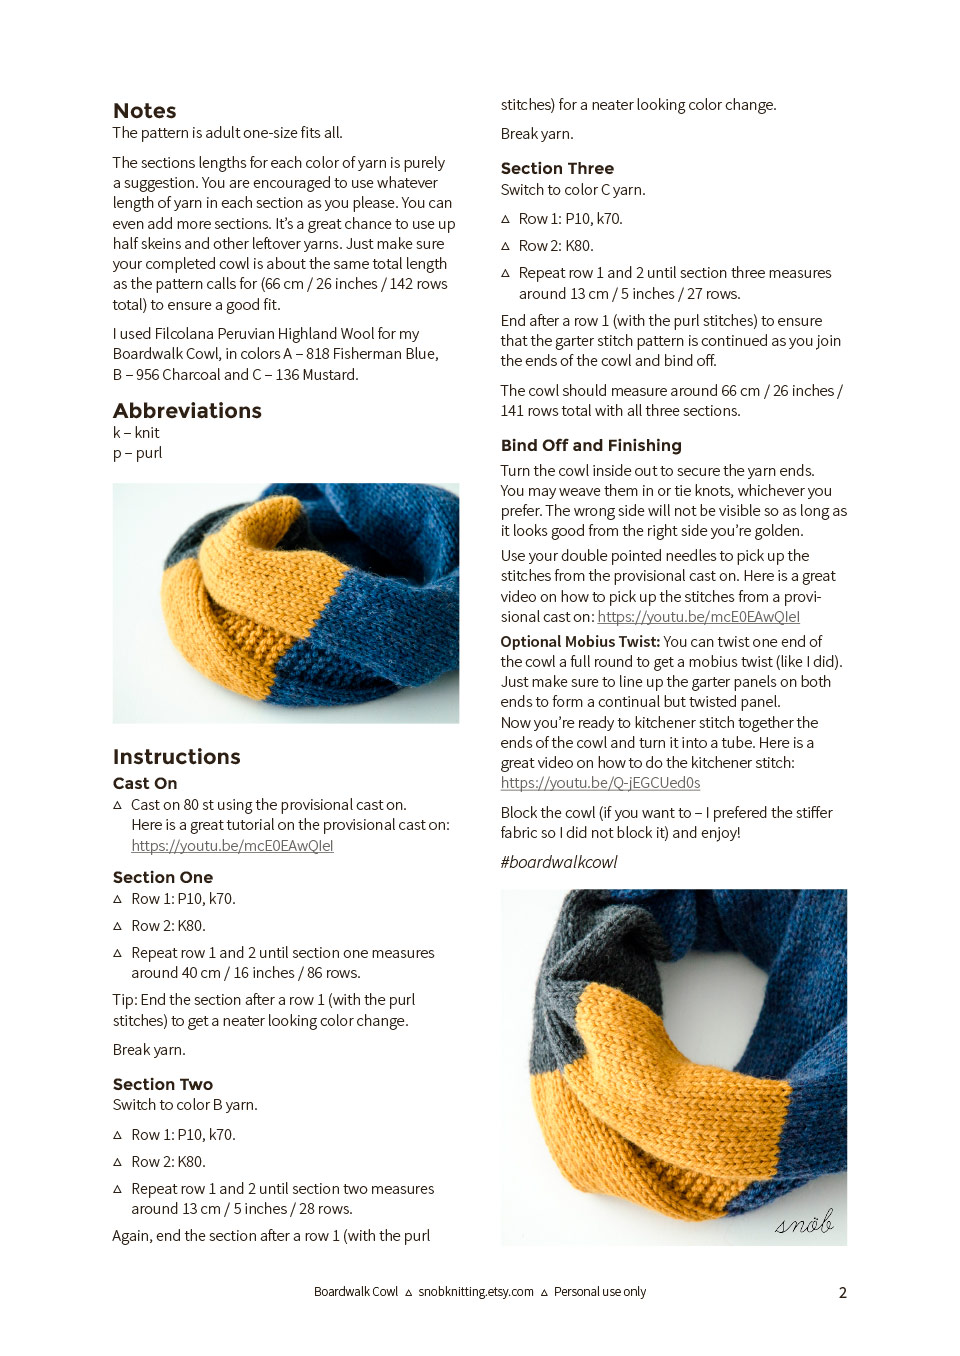 Notes
The pattern is adult one-size fits all.
The sections lengths for each color of yarn is purely
a suggestion. You are encouraged to use whatever
length of yarn in each section as you please. You can
even add more sections. It's a great chance to use up
half skeins and other leftover yarns. Just make sure
your completed cowl is about the same total length
as the pattern calls for (66 cm / 26 inches / 142 rows
total) to ensure a good fit.
I used Filcolana Peruvian Highland Wool for my
Boardwalk Cowl, in colors A – 818 Fisherman Blue,
B – 956 Charcoal and C – 136 Mustard.
Abbreviations
k – knit
p – purl
Instructions
Cast On
▵ Cast on 80 st using the provisional cast on.
Here is a great tutorial on the provisional cast on:
https://youtu.be/mcE0EAwQIeI
Section One
▵ Row 1: P10, k70.
▵ Row 2: K80.
▵ Repeat row 1 and 2 until section one measures
around 40 cm / 16 inches / 86 rows.
Tip: End the section after a row 1 (with the purl
stitches) to get a neater looking color change.
Break yarn.
Section Two
Switch to color B yarn.
▵ Row 1: P10, k70.
▵ Row 2: K80.
▵ Repeat row 1 and 2 until section two measures
around 13 cm / 5 inches / 28 rows.
Again, end the section after a row 1 (with the purl
stitches) for a neater looking color change.
Break yarn.
Section Three
Switch to color C yarn.
▵ Row 1: P10, k70.
▵ Row 2: K80.
▵ Repeat row 1 and 2 until section three measures
around 13 cm / 5 inches / 27 rows.
End after a row 1 (with the purl stitches) to ensure
that the garter stitch pattern is continued as you join
the ends of the cowl and bind off.
The cowl should measure around 66 cm / 26 inches /
141 rows total with all three sections.
Bind Off and Finishing
Turn the cowl inside out to secure the yarn ends.
You may weave them in or tie knots, whichever you
prefer. The wrong side will not be visible so as long as
it looks good from the right side you're golden.
Use your double pointed needles to pick up the
stitches from the provisional cast on. Here is a great
video on how to pick up the stitches from a provi-
sional cast on: https://youtu.be/mcE0EAwQIeI
Optional Mobius Twist: You can twist one end of
the cowl a full round to get a mobius twist (like I did).
Just make sure to line up the garter panels on both
ends to form a continual but twisted panel.
Now you're ready to kitchener stitch together the
ends of the cowl and turn it into a tube. Here is a
great video on how to do the kitchener stitch:
https://youtu.be/Q-jEGCUed0s
Block the cowl (if you want to – I prefered the stiffer
fabric so I did not block it) and enjoy!
#boardwalkcowl
snöb
Boardwalk Cowl ▵ snobknitting.etsy.com ▵ Personal use only
2